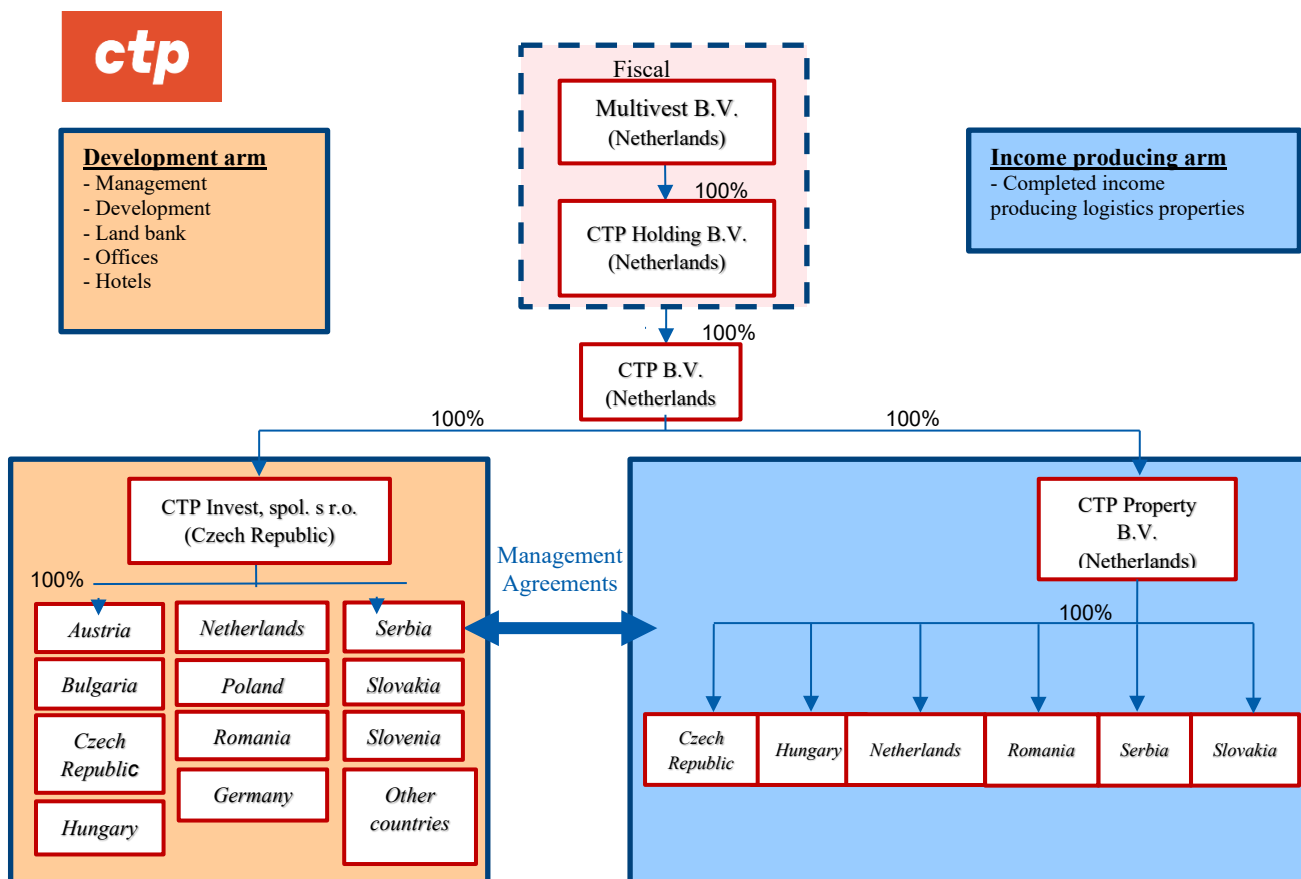 ctp
Fiscal
Multivest B.V.
(Netherlands)
100%
CTP Holding B.V.
(Netherlands)
100%
CTP B.V.
(Netherlands
Development arm
- Management
- Development
- Land bank
- Offices
- Hotels
Income producing arm
- Completed income
producing logistics properties
100%
100%
CTP Invest, spol. s r.o.
(Czech Republic)
100%
Austria
Bulgaria
Czech
Republic
Hungary
Netherlands
Poland
Romania
Germany
Serbia
Slovakia
Slovenia
Other
countries
Management
Agreements
CTP Property
B.V.
(Netherlands)
100%
Czech
Republic
Hungary
Netherlands
Romania
Serbia
Slovakia